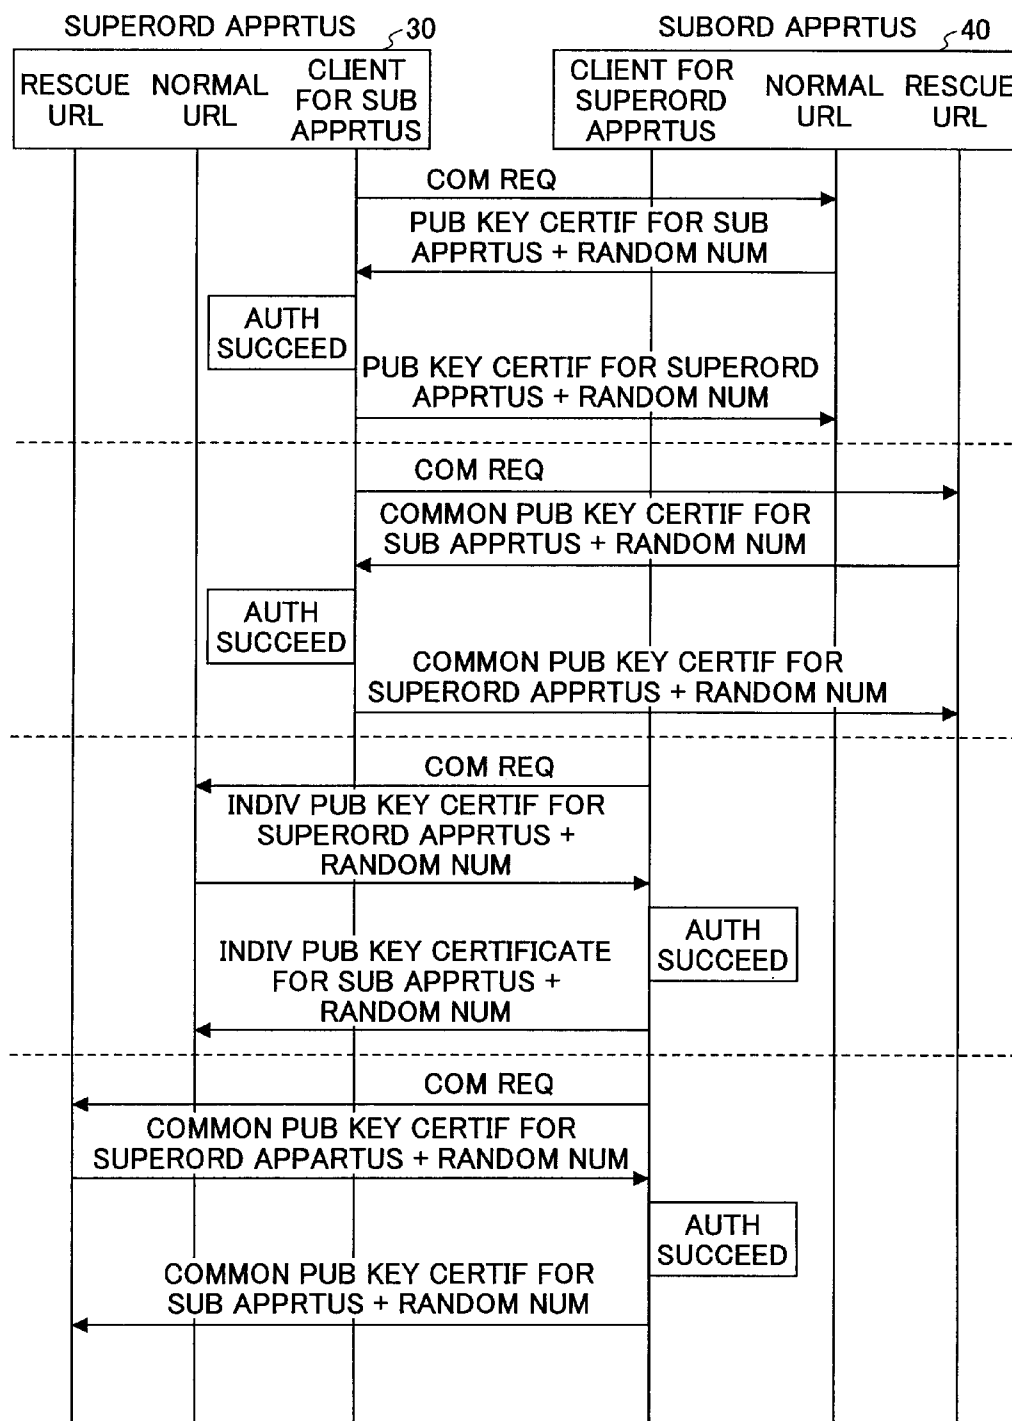 SUPERORD APPRTUS
30
SUBORD APPRTUS
40
RESCUE
URL
NORMAL
URL
CLIENT
FOR SUB
APPRTUS
CLIENT FOR
SUPERORD
APPRTUS
NORMAL
URL
RESCUE
URL
COM REQ
PUB KEY CERTIF FOR SUB
APPRTUS + RANDOM NUM
AUTH
SUCCEED
PUB KEY CERTIF FOR SUPERORD
APPRTUS + RANDOM NUM
COM REQ
COMMON PUB KEY CERTIF FOR
SUB APPRTUS + RANDOM NUM
AUTH
SUCCEED
COMMON PUB KEY CERTIF FOR
SUPERORD APPRTUS + RANDOM NUM
COM REQ
INDIV PUB KEY CERTIF FOR
SUPERORD APPRTUS +
RANDOM NUM
AUTH
SUCCEED
INDIV PUB KEY CERTIFICATE
FOR SUB APPRTUS +
RANDOM NUM
COM REQ
COMMON PUB KEY CERTIF FOR
SUPERORD APPARTUS + RANDOM NUM
AUTH
SUCCEED
COMMON PUB KEY CERTIF FOR
SUB APPRTUS + RANDOM NUM